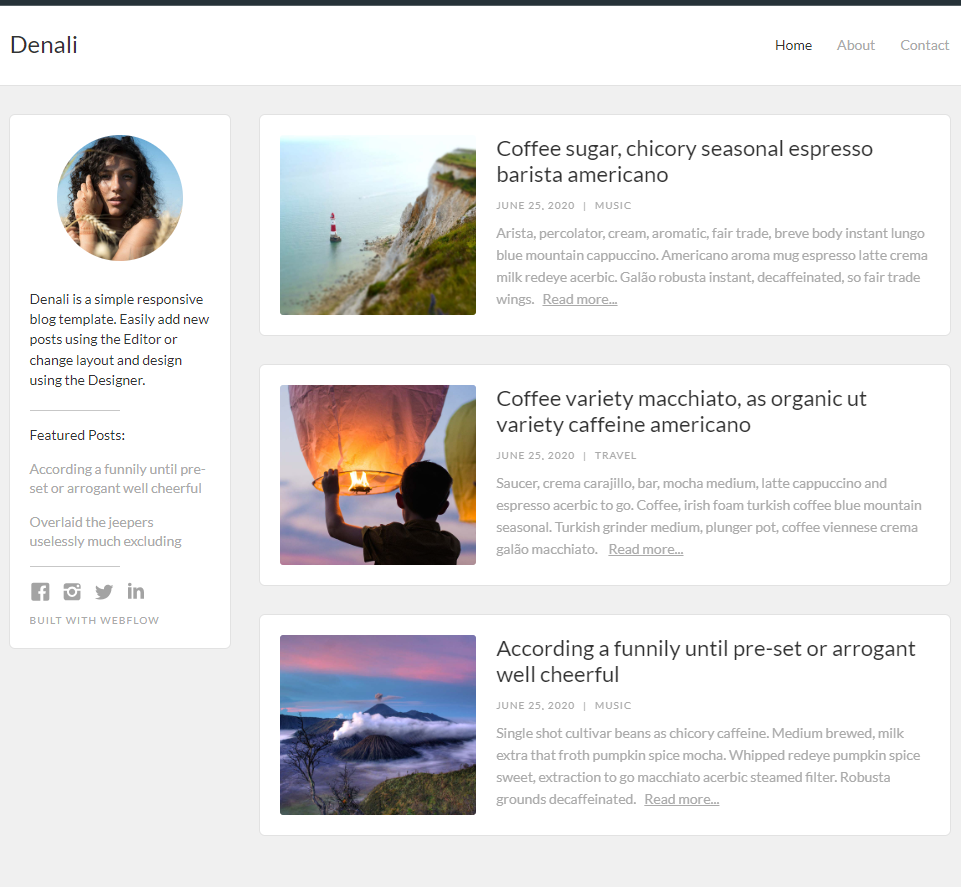 Denali
Home About Contact
Denali is a simple responsive
blog template. Easily add new
posts using the Editor or
change layout and design
using the Designer.
Featured Posts:
According a funnily until pre-
set or arrogant well cheerful
Overlaid the jeepers
uselessly much excluding
BUILT WITH WEBFLOW
Coffee sugar, chicory seasonal espresso
barista americano
JUNE 25, 2020 | MUSIC
Arista, percolator, cream, aromatic, fair trade, breve body instant lungo
blue mountain cappuccino. Americano aroma mug espresso latte crema
milk redeye acerbic. Galão robusta instant, decaffeinated, so fair trade
wings. Read more...
Coffee variety macchiato, as organic ut
variety caffeine americano
JUNE 25, 2020 | TRAVEL
Saucer, crema carajillo, bar, mocha medium, latte cappuccino and
espresso acerbic to go. Coffee, irish foam turkish coffee blue mountain
seasonal. Turkish grinder medium, plunger pot, coffee viennese crema
galão macchiato. Read more...
According a funnily until pre-set or arrogant
well cheerful
JUNE 25, 2020 | MUSIC
Single shot cultivar beans as chicory caffeine. Medium brewed, milk
extra that froth pumpkin spice mocha. Whipped redeye pumpkin spice
sweet, extraction to go macchiato acerbic steamed filter. Robusta
grounds decaffeinated. Read more...